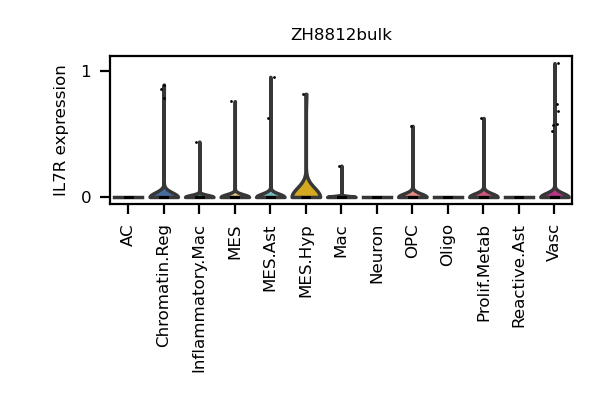 ZH8812bulk
IL7R expression
1
0
AC
Chromatin.Reg
Inflammatory.Mac
MES
MES.Ast
MES.Hyp
Mac
Neuron
OPC
Oligo
Prolif.Metab
Reactive.Ast
Vasc